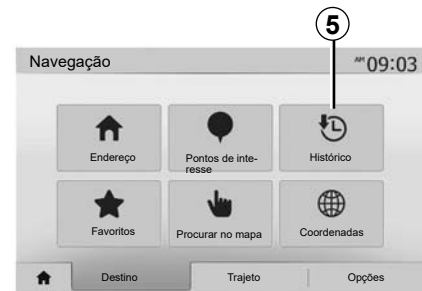 5
Navegação
AM 09:03
Endereço
Pontos de inte-
resse
Histórico
Favoritos
Procurar no mapa
Coordenadas
Destino
Trajeto
Opções